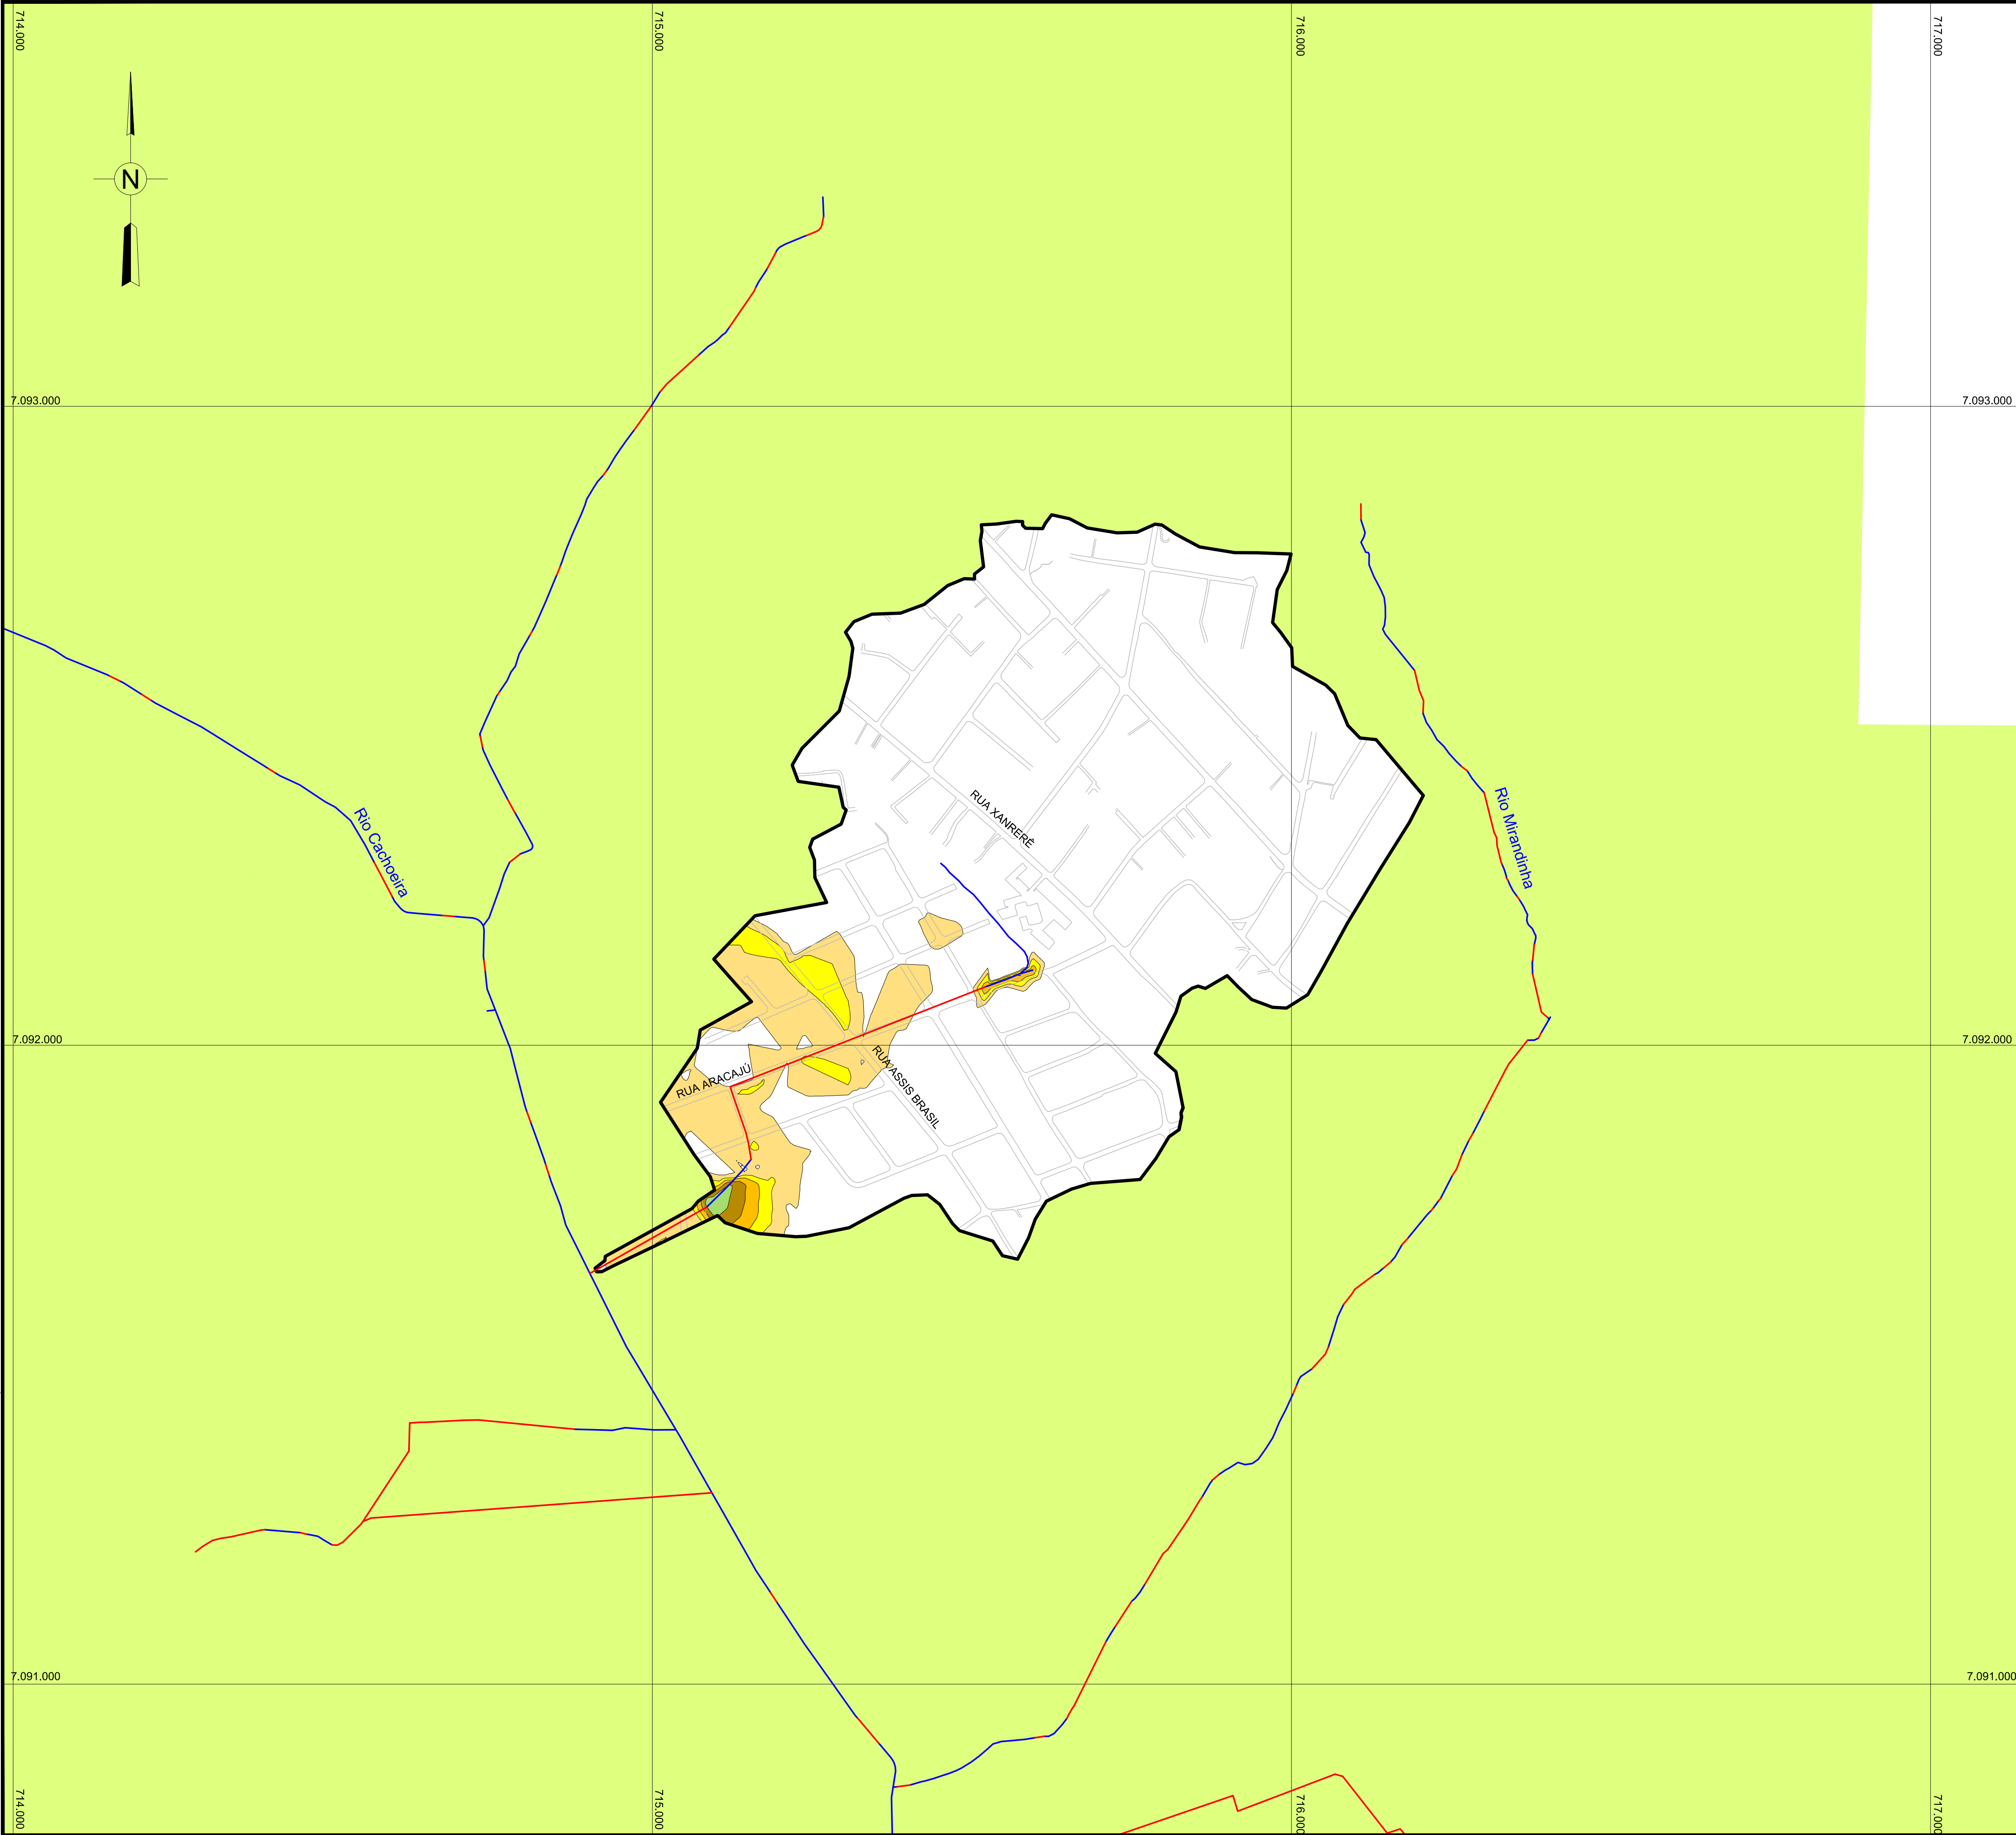 714.000
715.000
716.000
717.000
N
7.093.000
7.093.000
Rio Cachoeira
Rio Mirandinha
RUA XANRERÊ
7.092.000
7.092.000
RUA ARACAJÚ
RUA ASSIS BRASIL
7.091.000
7.091.000
714.000
715.000
716.000
717.000